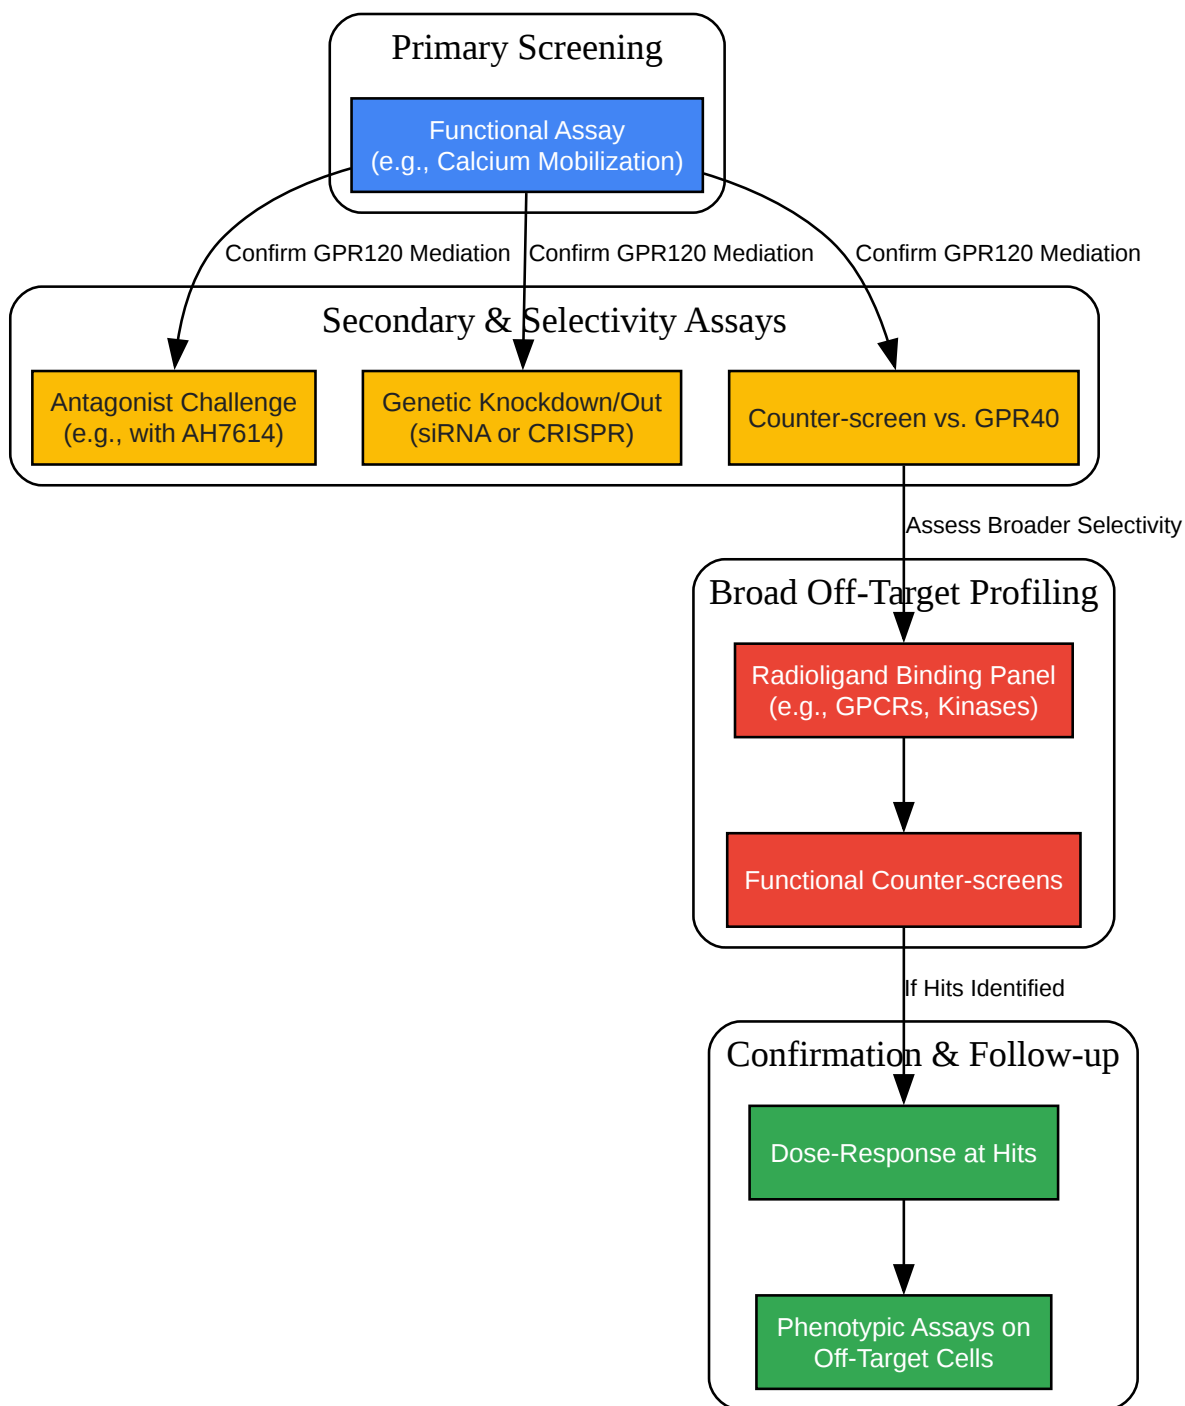 Primary Screening
Functional Assay
(e.g., Calcium Mobilization)
Confirm GPR120 Mediation
Confirm GPR120 Mediation
Confirm GPR120 Mediation
Secondary & Selectivity Assays
Antagonist Challenge
(e.g., with AH7614)
Genetic Knockdown/Out
(siRNA or CRISPR)
Counter-screen vs. GPR40
Assess Broader Selectivity
Broad Off-Target Profiling
Radioligand Binding Panel
(e.g., GPCRs, Kinases)
Functional Counter-screens
If Hits Identified
Confirmation & Follow-up
Dose-Response at Hits
Phenotypic Assays on
Off-Target Cells